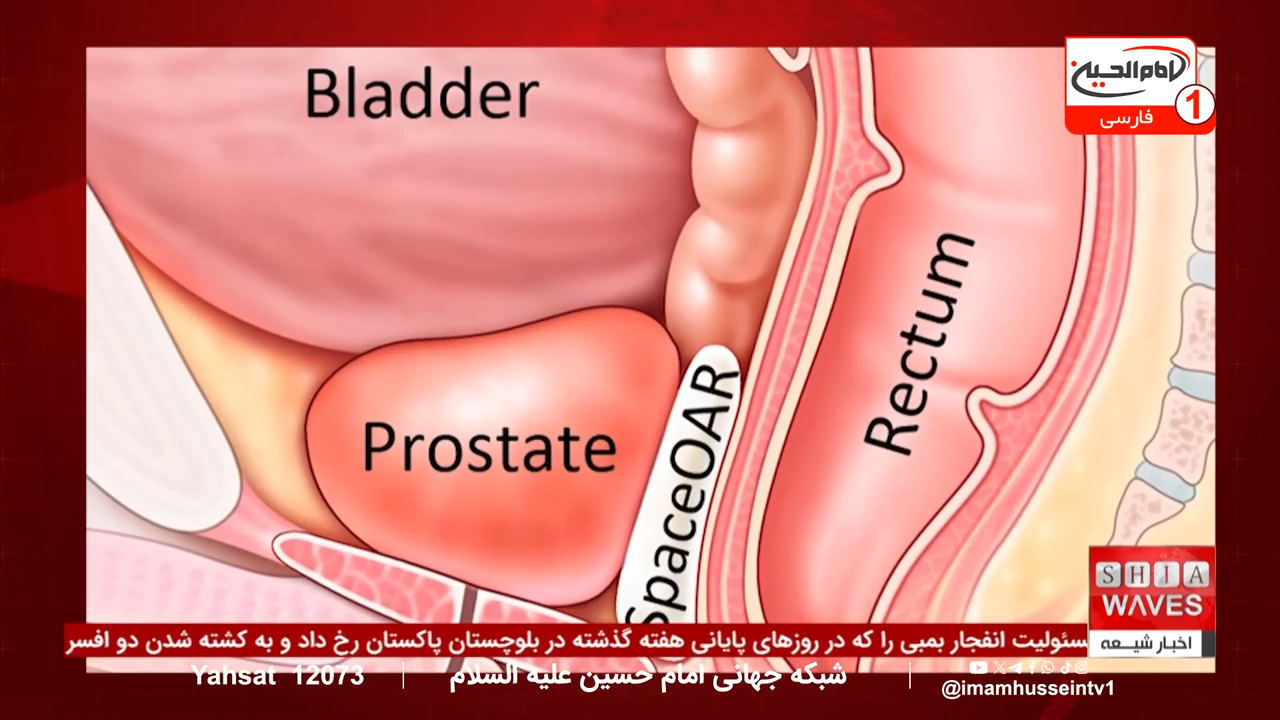 Bladder
امام الحسین
1
فارسی
Rectum
Prostate
SpaceOAR
SHIA
WAVES
اخبار شیعه
سئولیت انفجار بمبی را که در روزهای پایانی هفته گذشته در بلوچستان پاکستان رخ داد و به کشته شدن دو افسر
Yahsat 12073
شبکه جهانی امام حسین علیه السلام
@imamhusseintv1